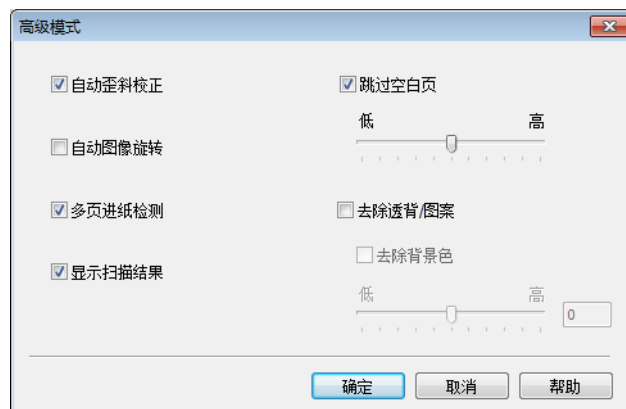 高级模式
自动歪斜校正
跳过空白页
低 高
自动图像旋转
多页进纸检测
去除透背/图案
去除背景色
显示扫描结果
低 高
0
确定 取消 帮助